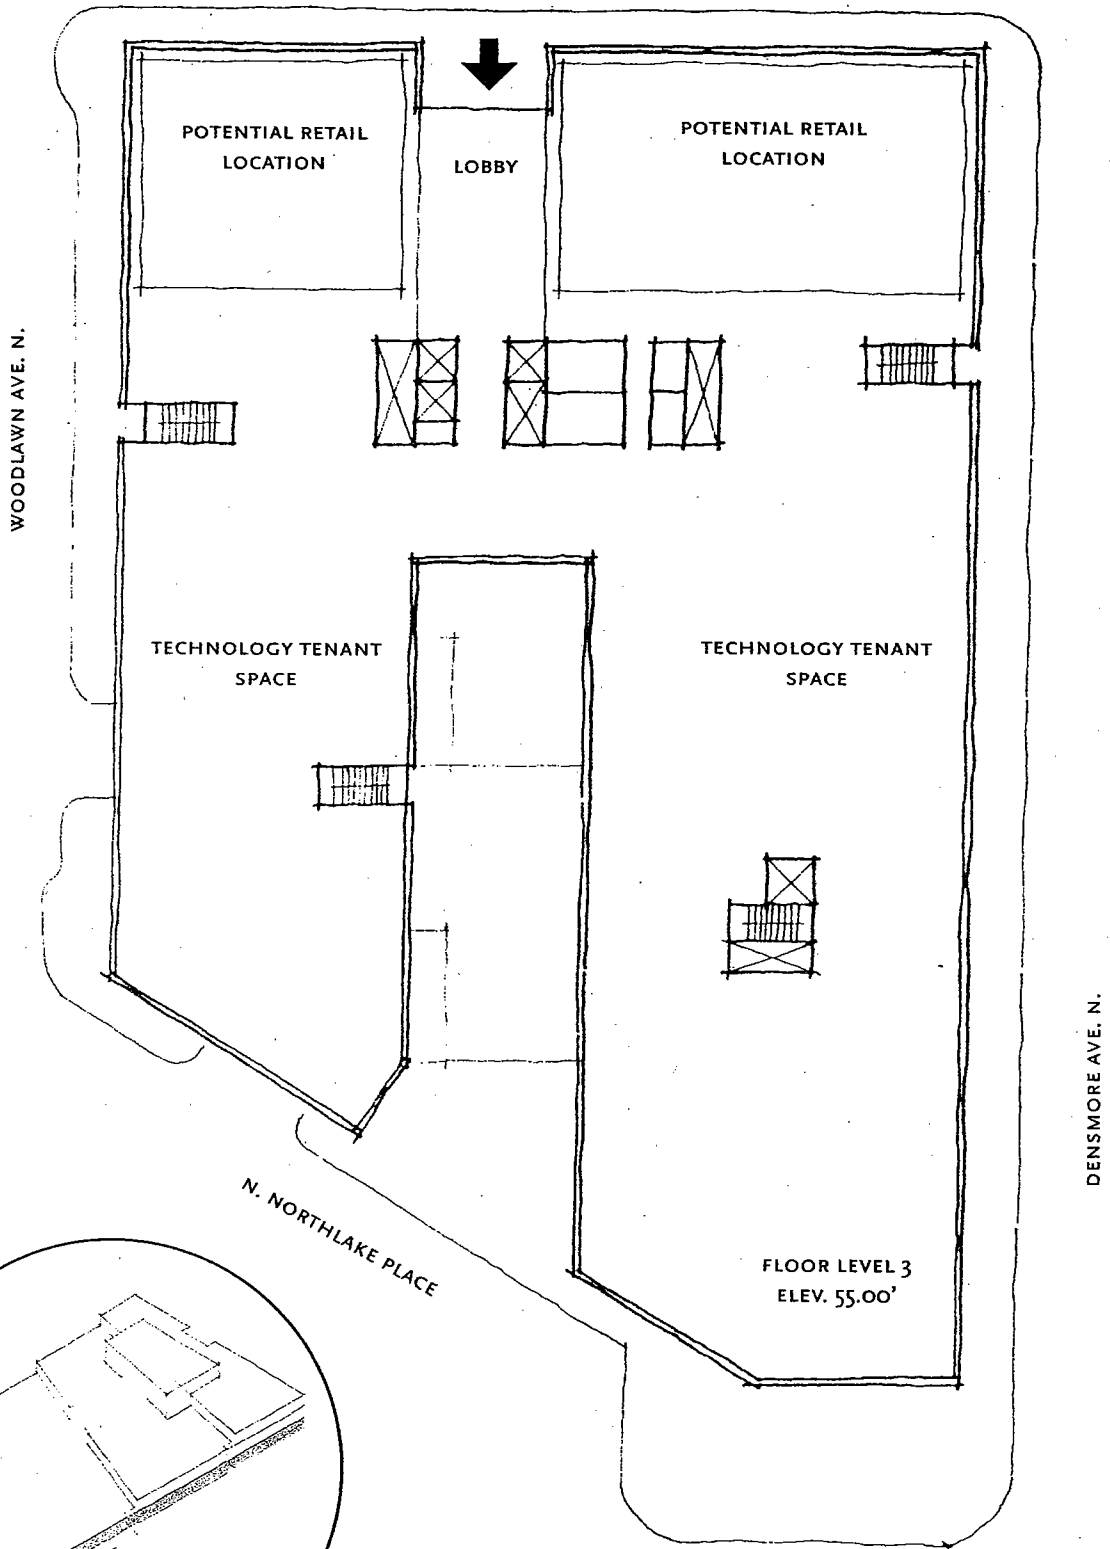 POTENTIAL RETAIL
LOCATION
LOBBY
POTENTIAL RETAIL
LOCATION
WOODLAWN AVE. N.
TECHNOLOGY TENANT
SPACE
TECHNOLOGY TENANT
SPACE
DENSMORE AVE. N.
N. NORTHLAKE PLACE
FLOOR LEVEL 3
ELEV. 55.00'